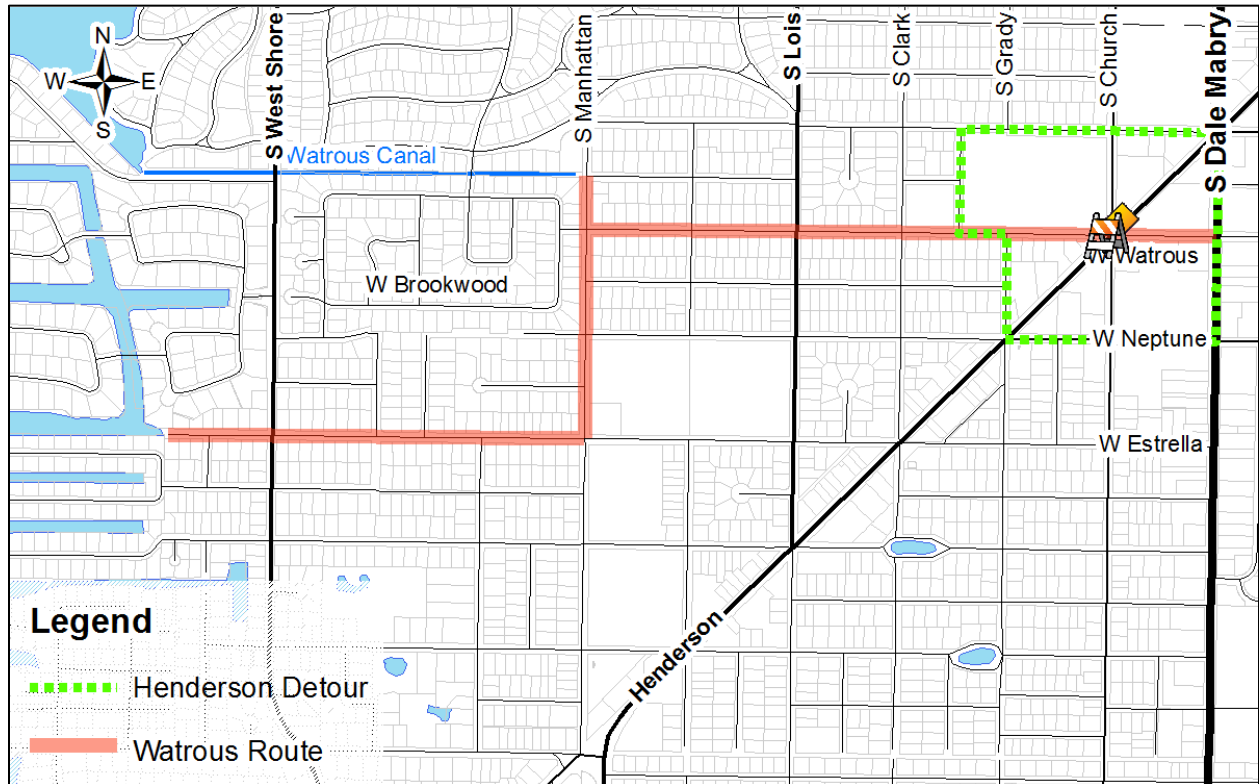 N
W E
S
S West Shore
S Manhattan
S Lois
S Clark
S Grady
S Church
S Dale Mabry
Watrous Canal
W Watrous
W Brookwood
W Neptune
W Estrella
Henderson
Legend
Henderson Detour
Watrous Route